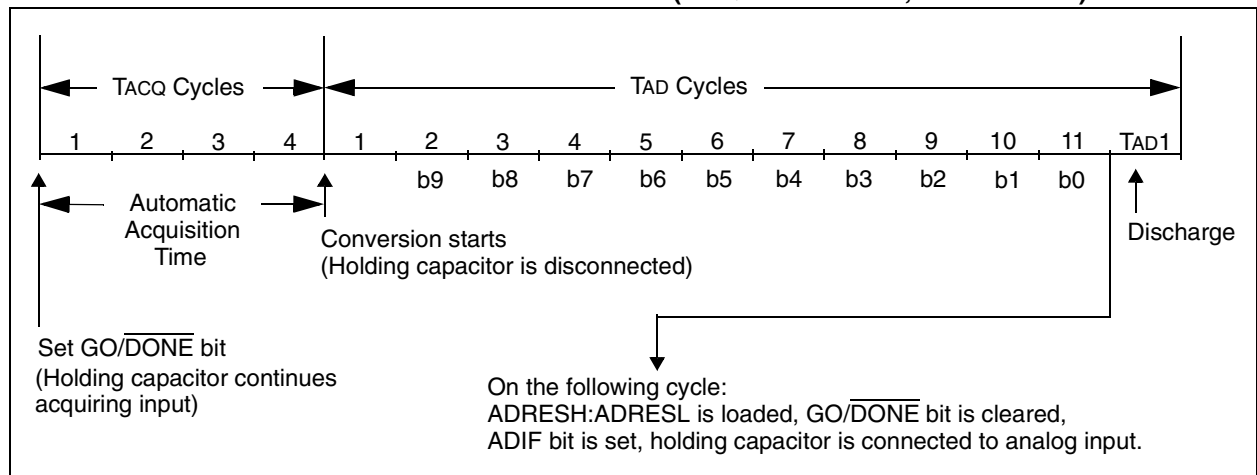 TACQ Cycles
TAD Cycles
1 2 3 4 1 2 3 4 5 6 7 8 9 10 11 TAD1
b9 b8 b7 b6 b5 b4 b3 b2 b1 b0
Automatic
Acquisition
Time
Conversion starts
(Holding capacitor is disconnected)
Discharge
Set GO/DONE bit
(Holding capacitor continues
acquiring input)
On the following cycle:
ADRESH:ADRESL is loaded, GO/DONE bit is cleared,
ADIF bit is set, holding capacitor is connected to analog input.